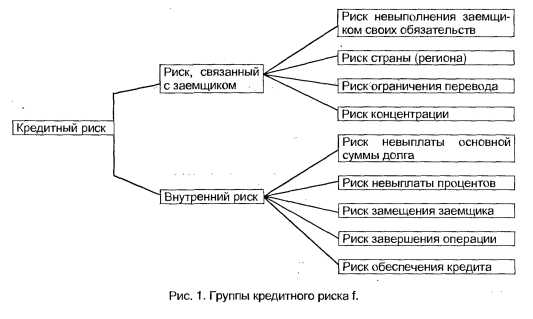 Риск невыполнения заемщи-
ком своих обязательств
Риск, связанный
с заемщиком
Риск страны (региона)
Риск ограничения перевода
Риск концентрации
Кредитный риск
Риск невыплаты основной
суммы долга
Внутренний риск
Риск невыплаты процентов
Риск замещения заемщика
Риск завершения операции
Риск обеспечения кредита
Рис. 1. Группы кредитного риска f.